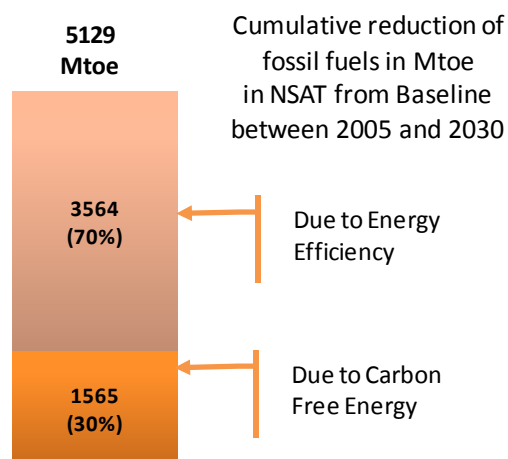 5129
Mtoe
Cumulative reduction of
fossil fuels in Mtoe
in NSAT from Baseline
between 2005 and 2030
3564
(70%)
Due to Energy
Efficiency
1565
(30%)
Due to Carbon
Free Energy